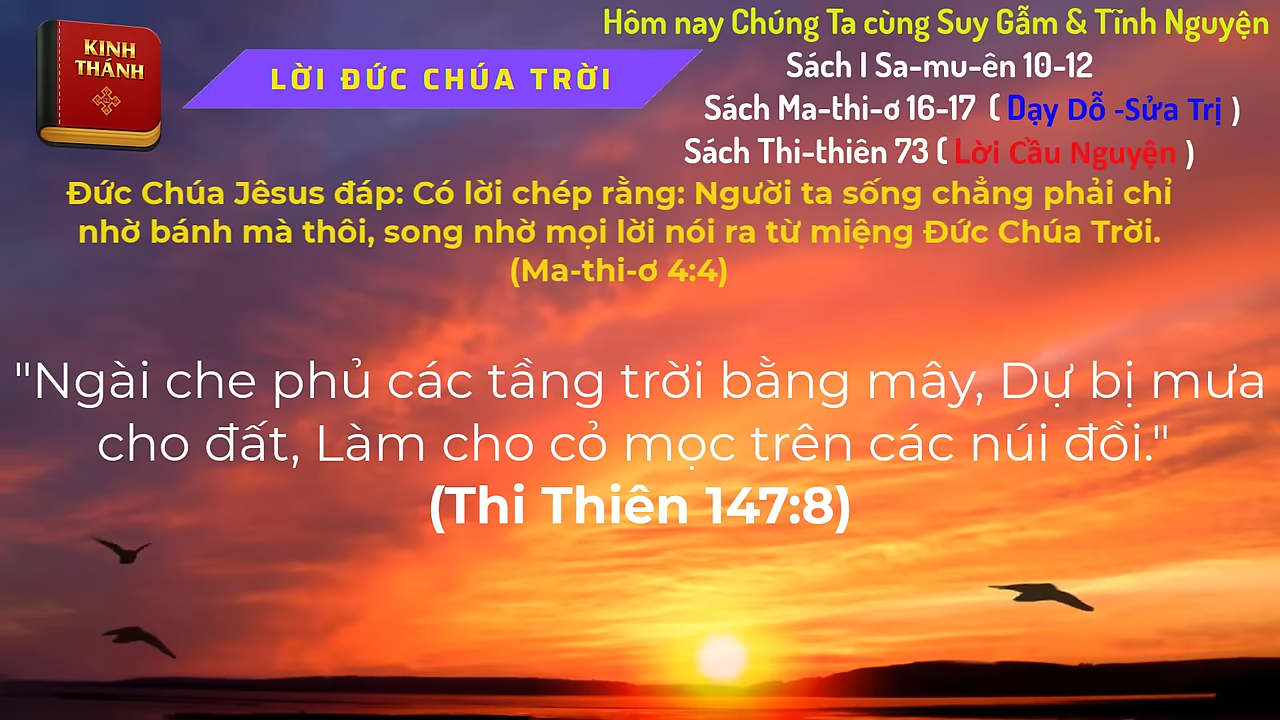 KINH
THÁNH
LỜI ĐỨC CHÚA TRỜI
Hôm nay Chúng Ta cùng Suy Gẫm & Tĩnh Nguyện
Sách I Sa-mu-ên 10-12
Sách Ma-thi-ơ 16-17 ( Dạy Dỗ -Sửa Trị )
Sách Thi-thiên 73 ( Lời Cầu Nguyện )
Đức Chúa Jêsus đáp: Có lời chép rằng: Người ta sống chẳng phải chỉ
nhờ bánh mà thôi, song nhờ mọi lời nói ra từ miệng Đức Chúa Trời.
(Ma-thi-ơ 4:4)
"Ngài che phủ các tầng trời bằng mây, Dự bị mưa
cho đất, Làm cho cỏ mọc trên các núi đồi."
(Thi Thiên 147:8)